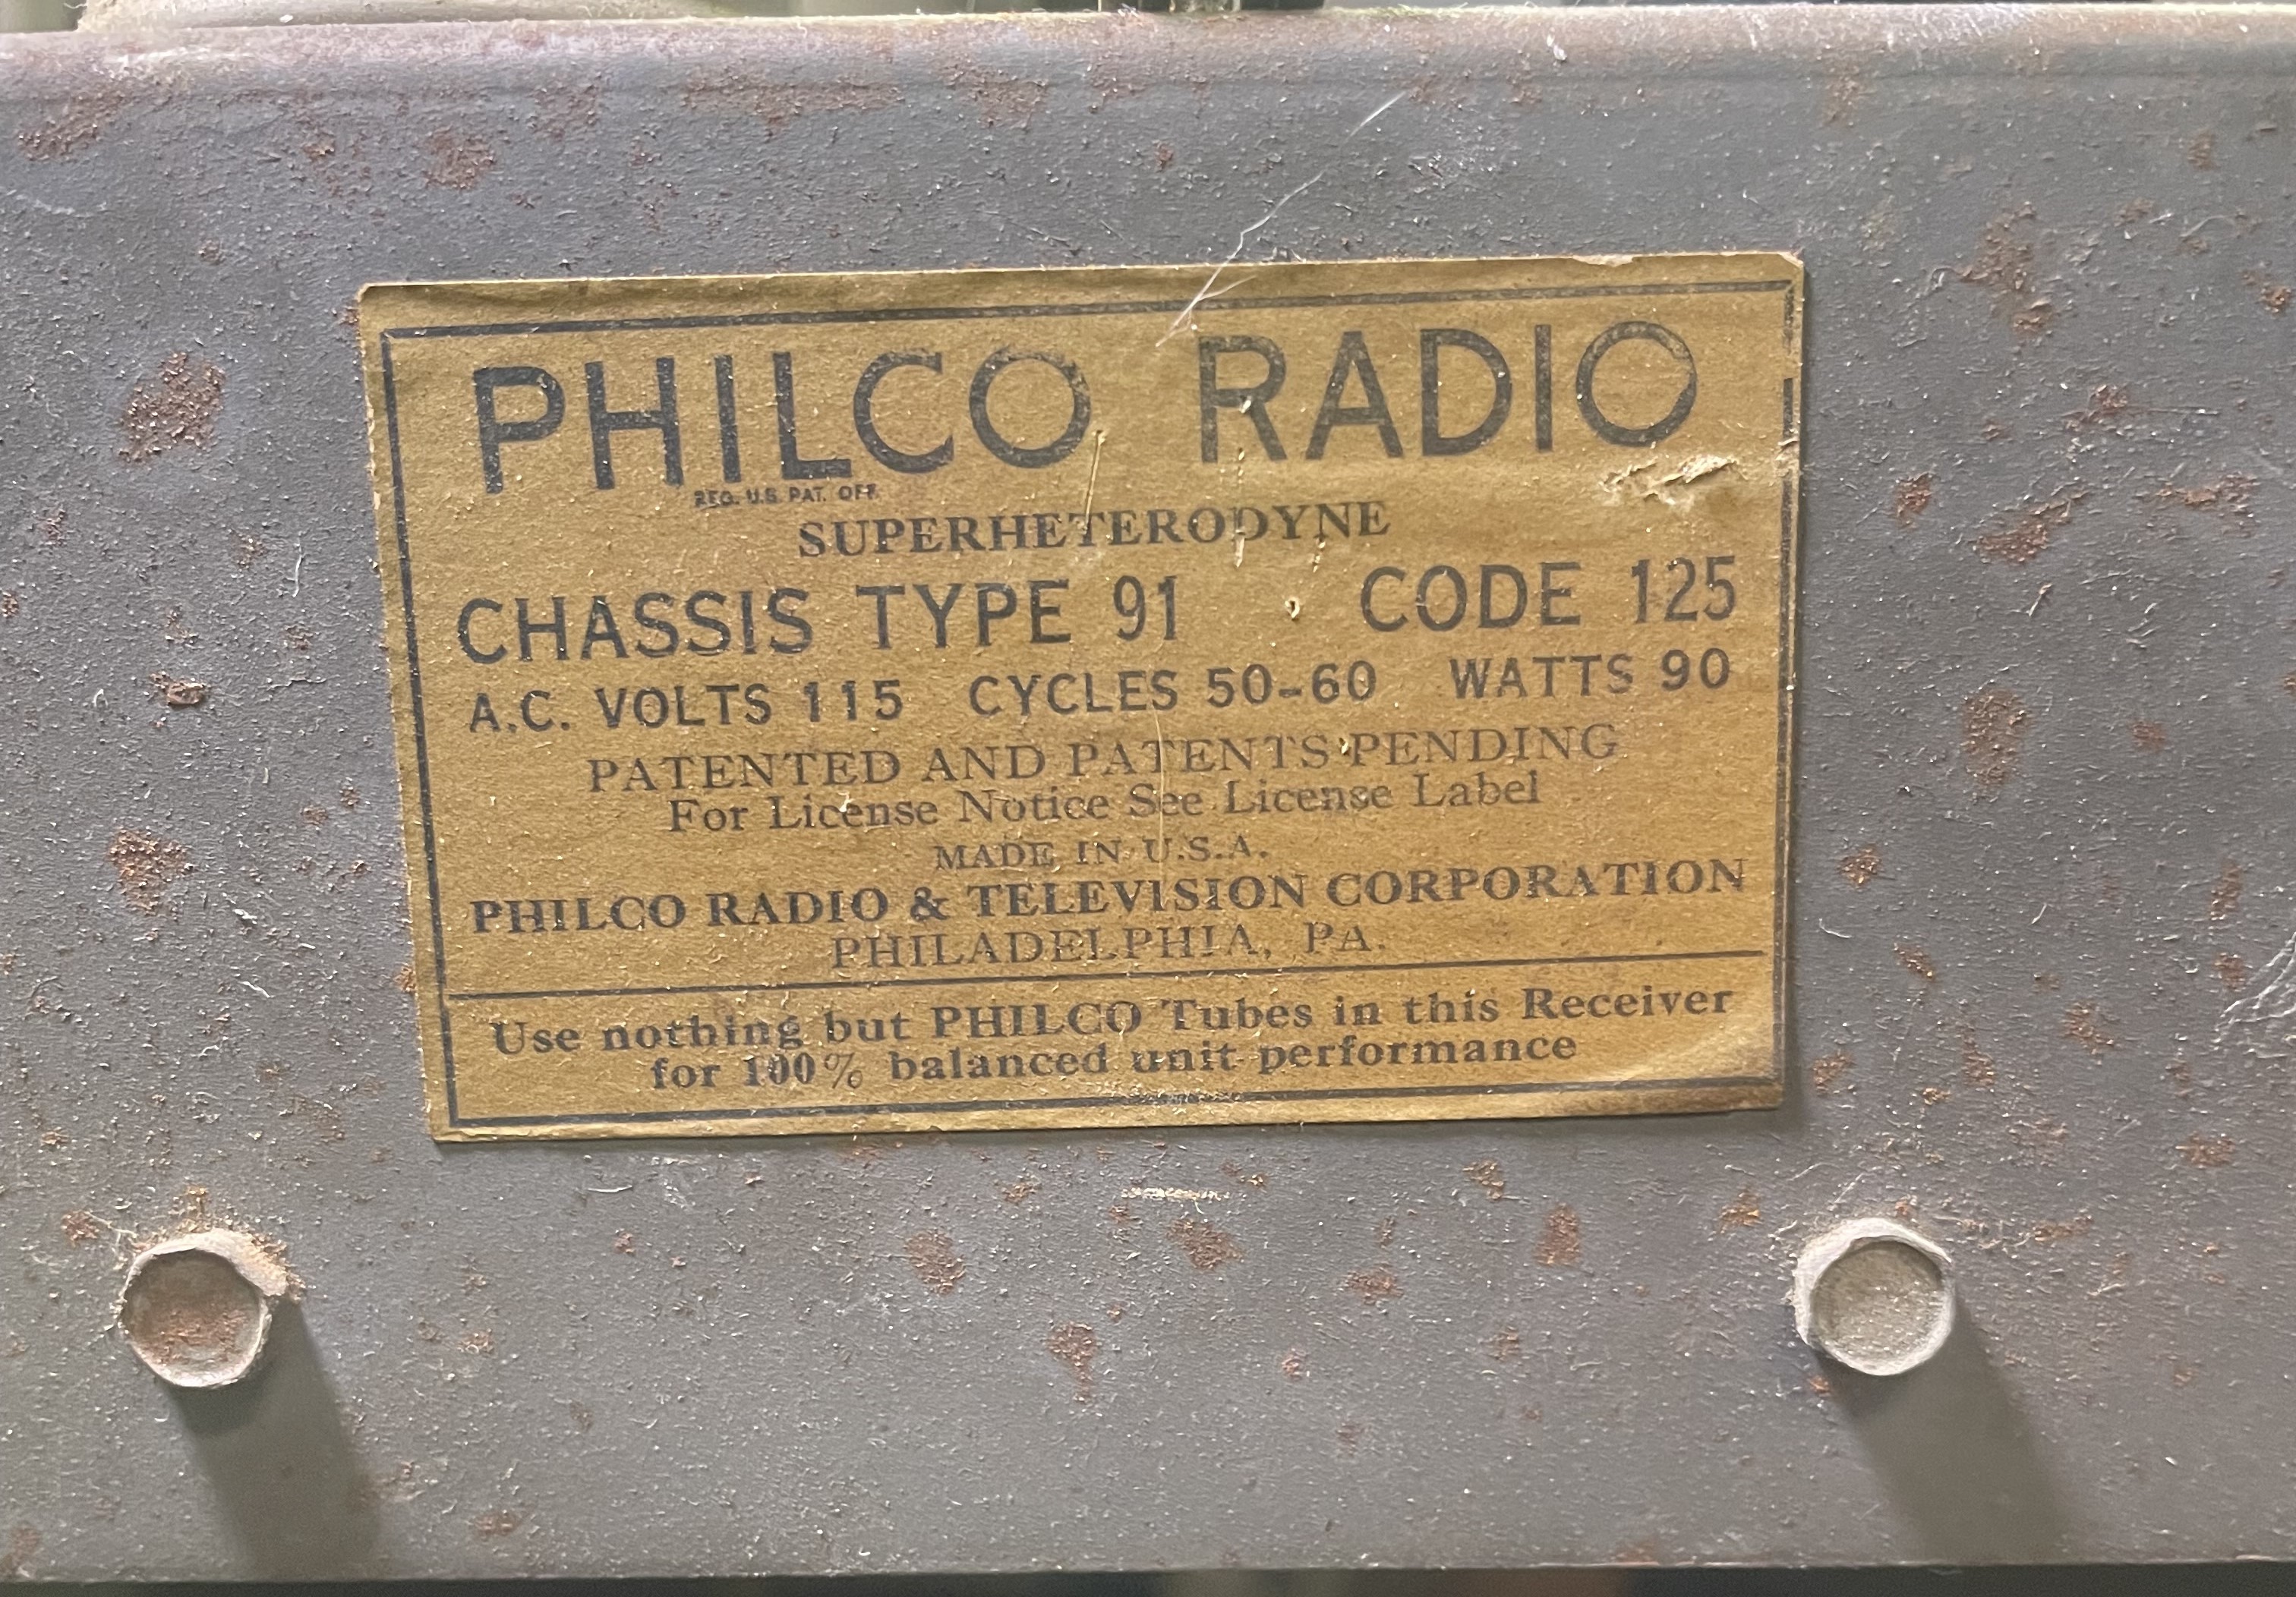 PHILCO RADIO
REG. U.S. PAT. OFF.
SUPERHETERODYNE
CHASSIS TYPE 91 CODE 125
A.C. VOLTS 115 CYCLES 50-60 WATTS 90
PATENTED AND PATENTS PENDING
For License Notice See License Label
MADE IN U.S.A.
PHILCO RADIO & TELEVISION CORPORATION
PHILADELPHIA, PA.
Use nothing but PHILCO Tubes in this Receiver
for 100% balanced unit performance